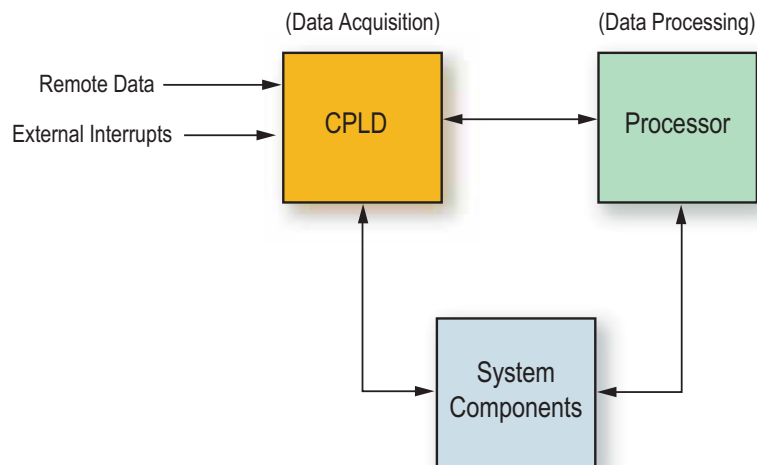 (Data Acquisition)
(Data Processing)
Remote Data
External Interrupts
CPLD
Processor
System
Components